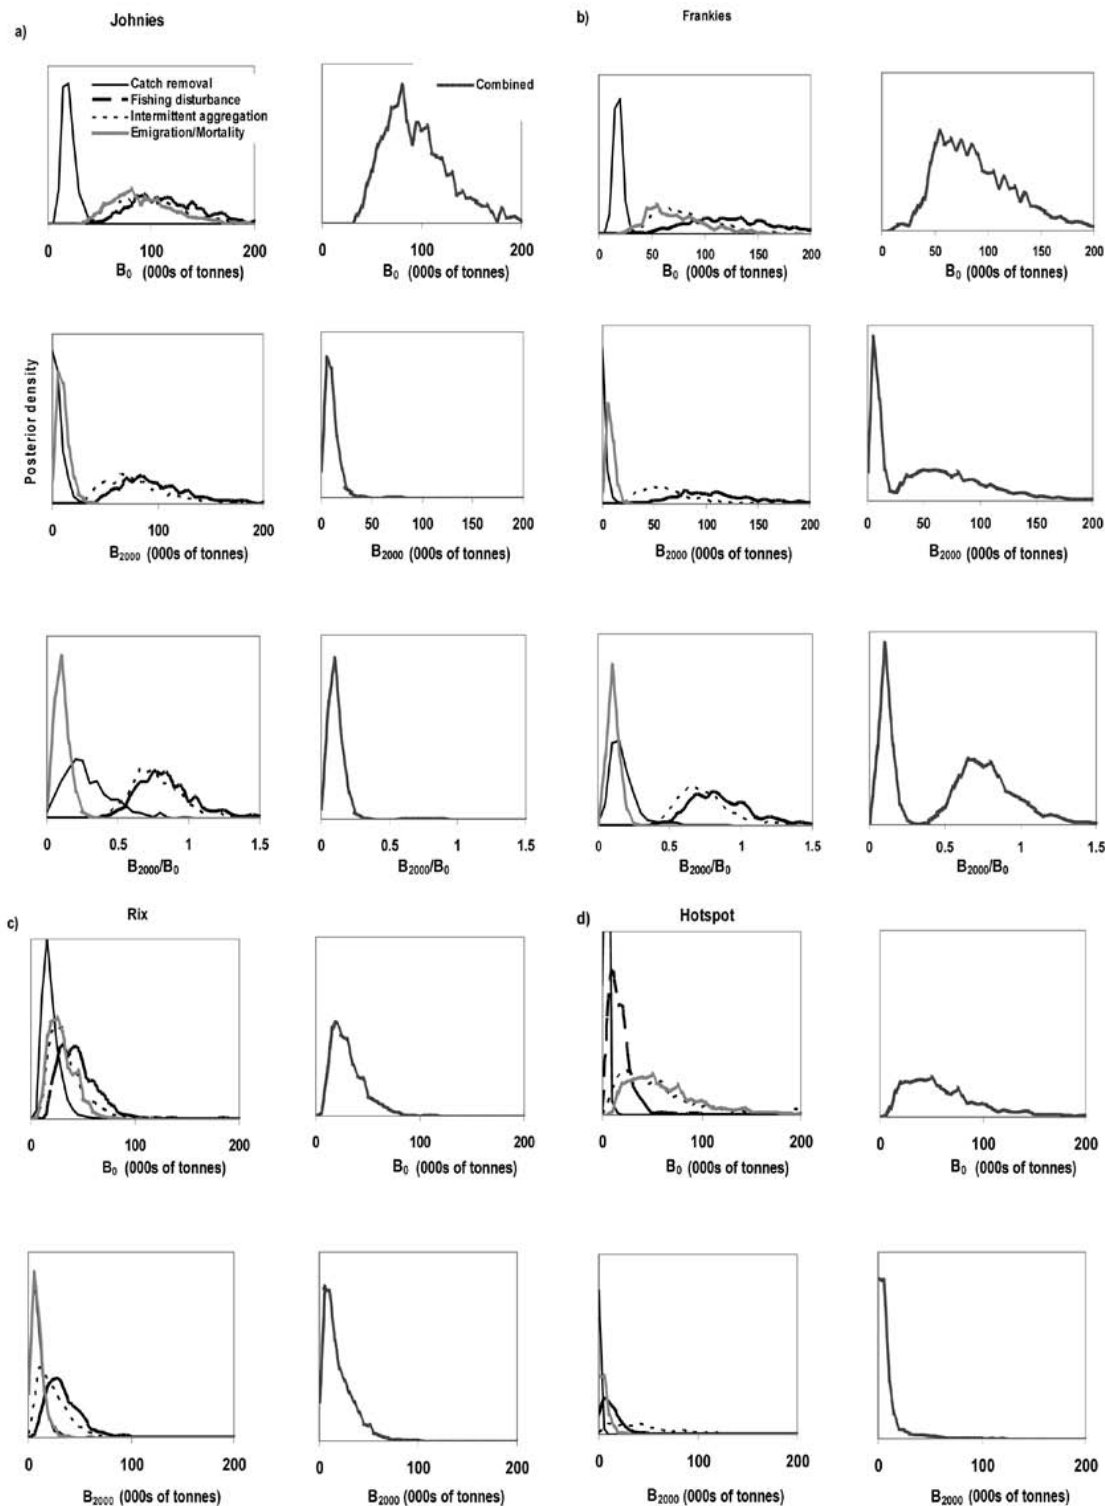 Johnies
a)
Frankies
b)
Catch removal
Fishing disturbance
Intermittent aggregation
Emigration/Mortality
Combined
0 100 200
B0 (000s of tonnes)
0 100 200
B0 (000s of tonnes)
0 50 100 150 200
B0 (000s of tonnes)
0 50 100 150 200
B0 (000s of tonnes)
Posterior density
0 100 200
B2000 (000s of tonnes)
0 50 100 150 200
B2000 (000s of tonnes)
0 50 100 150 200
B2000 (000s of tonnes)
0 50 100 150 200
B2000 (000s of tonnes)
0 0.5 1 1.5
B2000/B0
0 0.5 1 1.5
B2000/B0
0 0.5 1 1.5
B2000/B0
0 0.5 1 1.5
B2000/B0
c)
Rix
d)
Hotspot
0 100 200
B0 (000s of tonnes)
0 100 200
B0 (000s of tonnes)
0 100 200
B0 (000s of tonnes)
0 100 200
B0 (000s of tonnes)
0 100 200
B2000 (000s of tonnes)
0 100 200
B2000 (000s of tonnes)
0 100 200
B2000 (000s of tonnes)
0 100 200
B2000 (000s of tonnes)